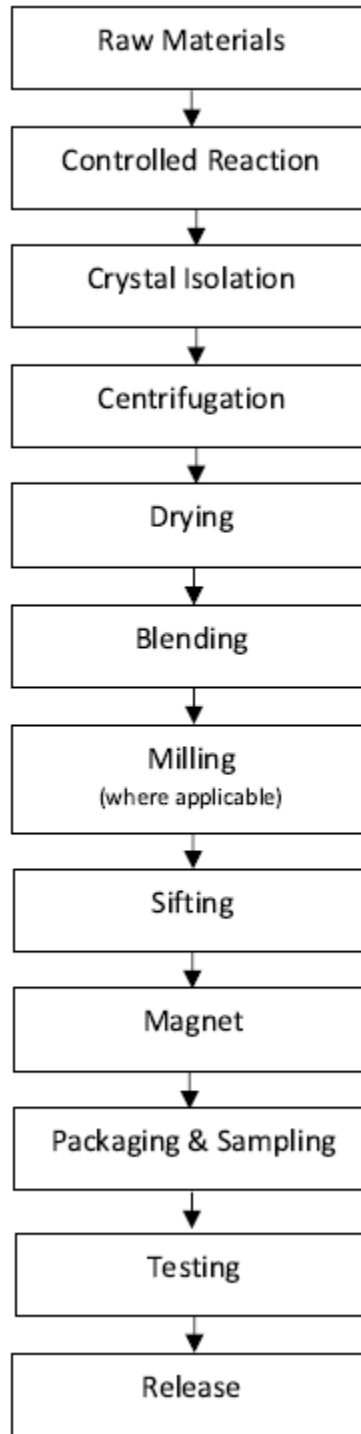 Raw Materials
Controlled Reaction
Crystal Isolation
Centrifugation
Drying
Blending
Milling
(where applicable)
Sifting
Magnet
Packaging & Sampling
Testing
Release